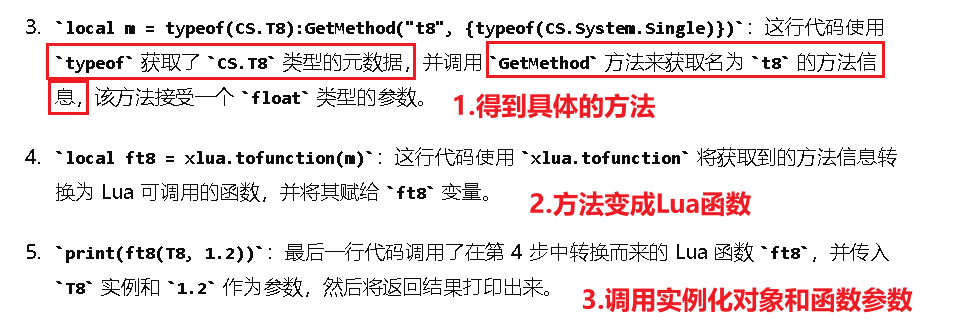 3. `local m = typeof(CS.T8):GetMethod("t8", {typeof(CS.System.Single)})`：这行代码使用
`typeof` 获取了 `CS.T8` 类型的元数据，并调用 `GetMethod` 方法来获取名为 `t8` 的方法信
息，该方法接受一个 `float` 类型的参数。
1.得到具体的方法
4. `local ft8 = xlua.tofunction(m)`：这行代码使用 `xlua.tofunction` 将获取到的方法信息转
换为 Lua 可调用的函数，并将其赋给 `ft8` 变量。
2.方法变成Lua函数
5. `print(ft8(T8, 1.2))`：最后一行代码调用了在第 4 步中转换而来的 Lua 函数 `ft8`，并传入
`T8` 实例和 `1.2` 作为参数，然后将返回结果打印出来。
3.调用实例化对象和函数参数